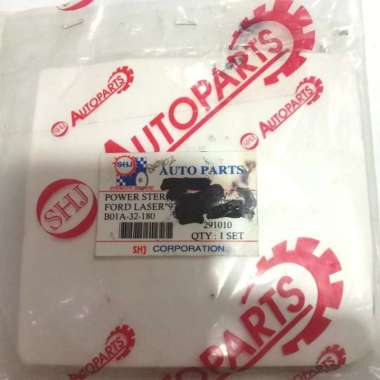 SHJ AUTOPARTS
AUTOPARTS
SHJ
SHJ
AUTO PARTS
POWER STER
FORD LASER"9
B01A-32-180
291010
QTY : 1 SET
SHJ CORPORATION
AUTOPARTS
SHJ AUTOPARTS
AUTOPARTS